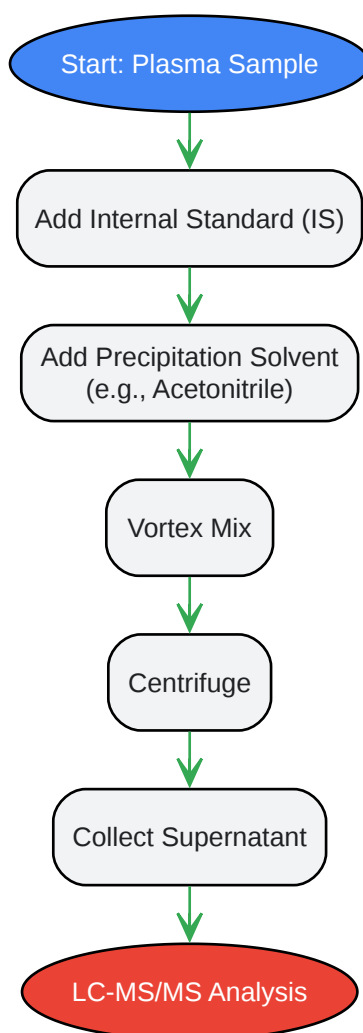 Start: Plasma Sample
Add Internal Standard (IS)
Add Precipitation Solvent
(e.g., Acetonitrile)
Vortex Mix
Centrifuge
Collect Supernatant
LC-MS/MS Analysis